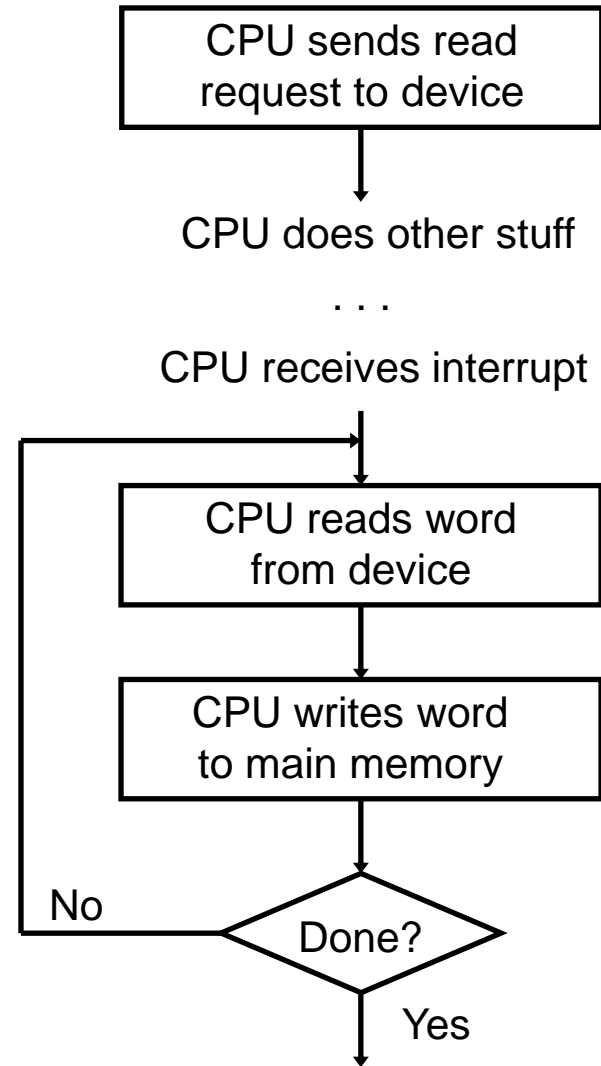 CPU sends read
request to device
CPU does other stuff
. . .
CPU receives interrupt
CPU reads word
from device
CPU writes word
to main memory
No
Done?
Yes